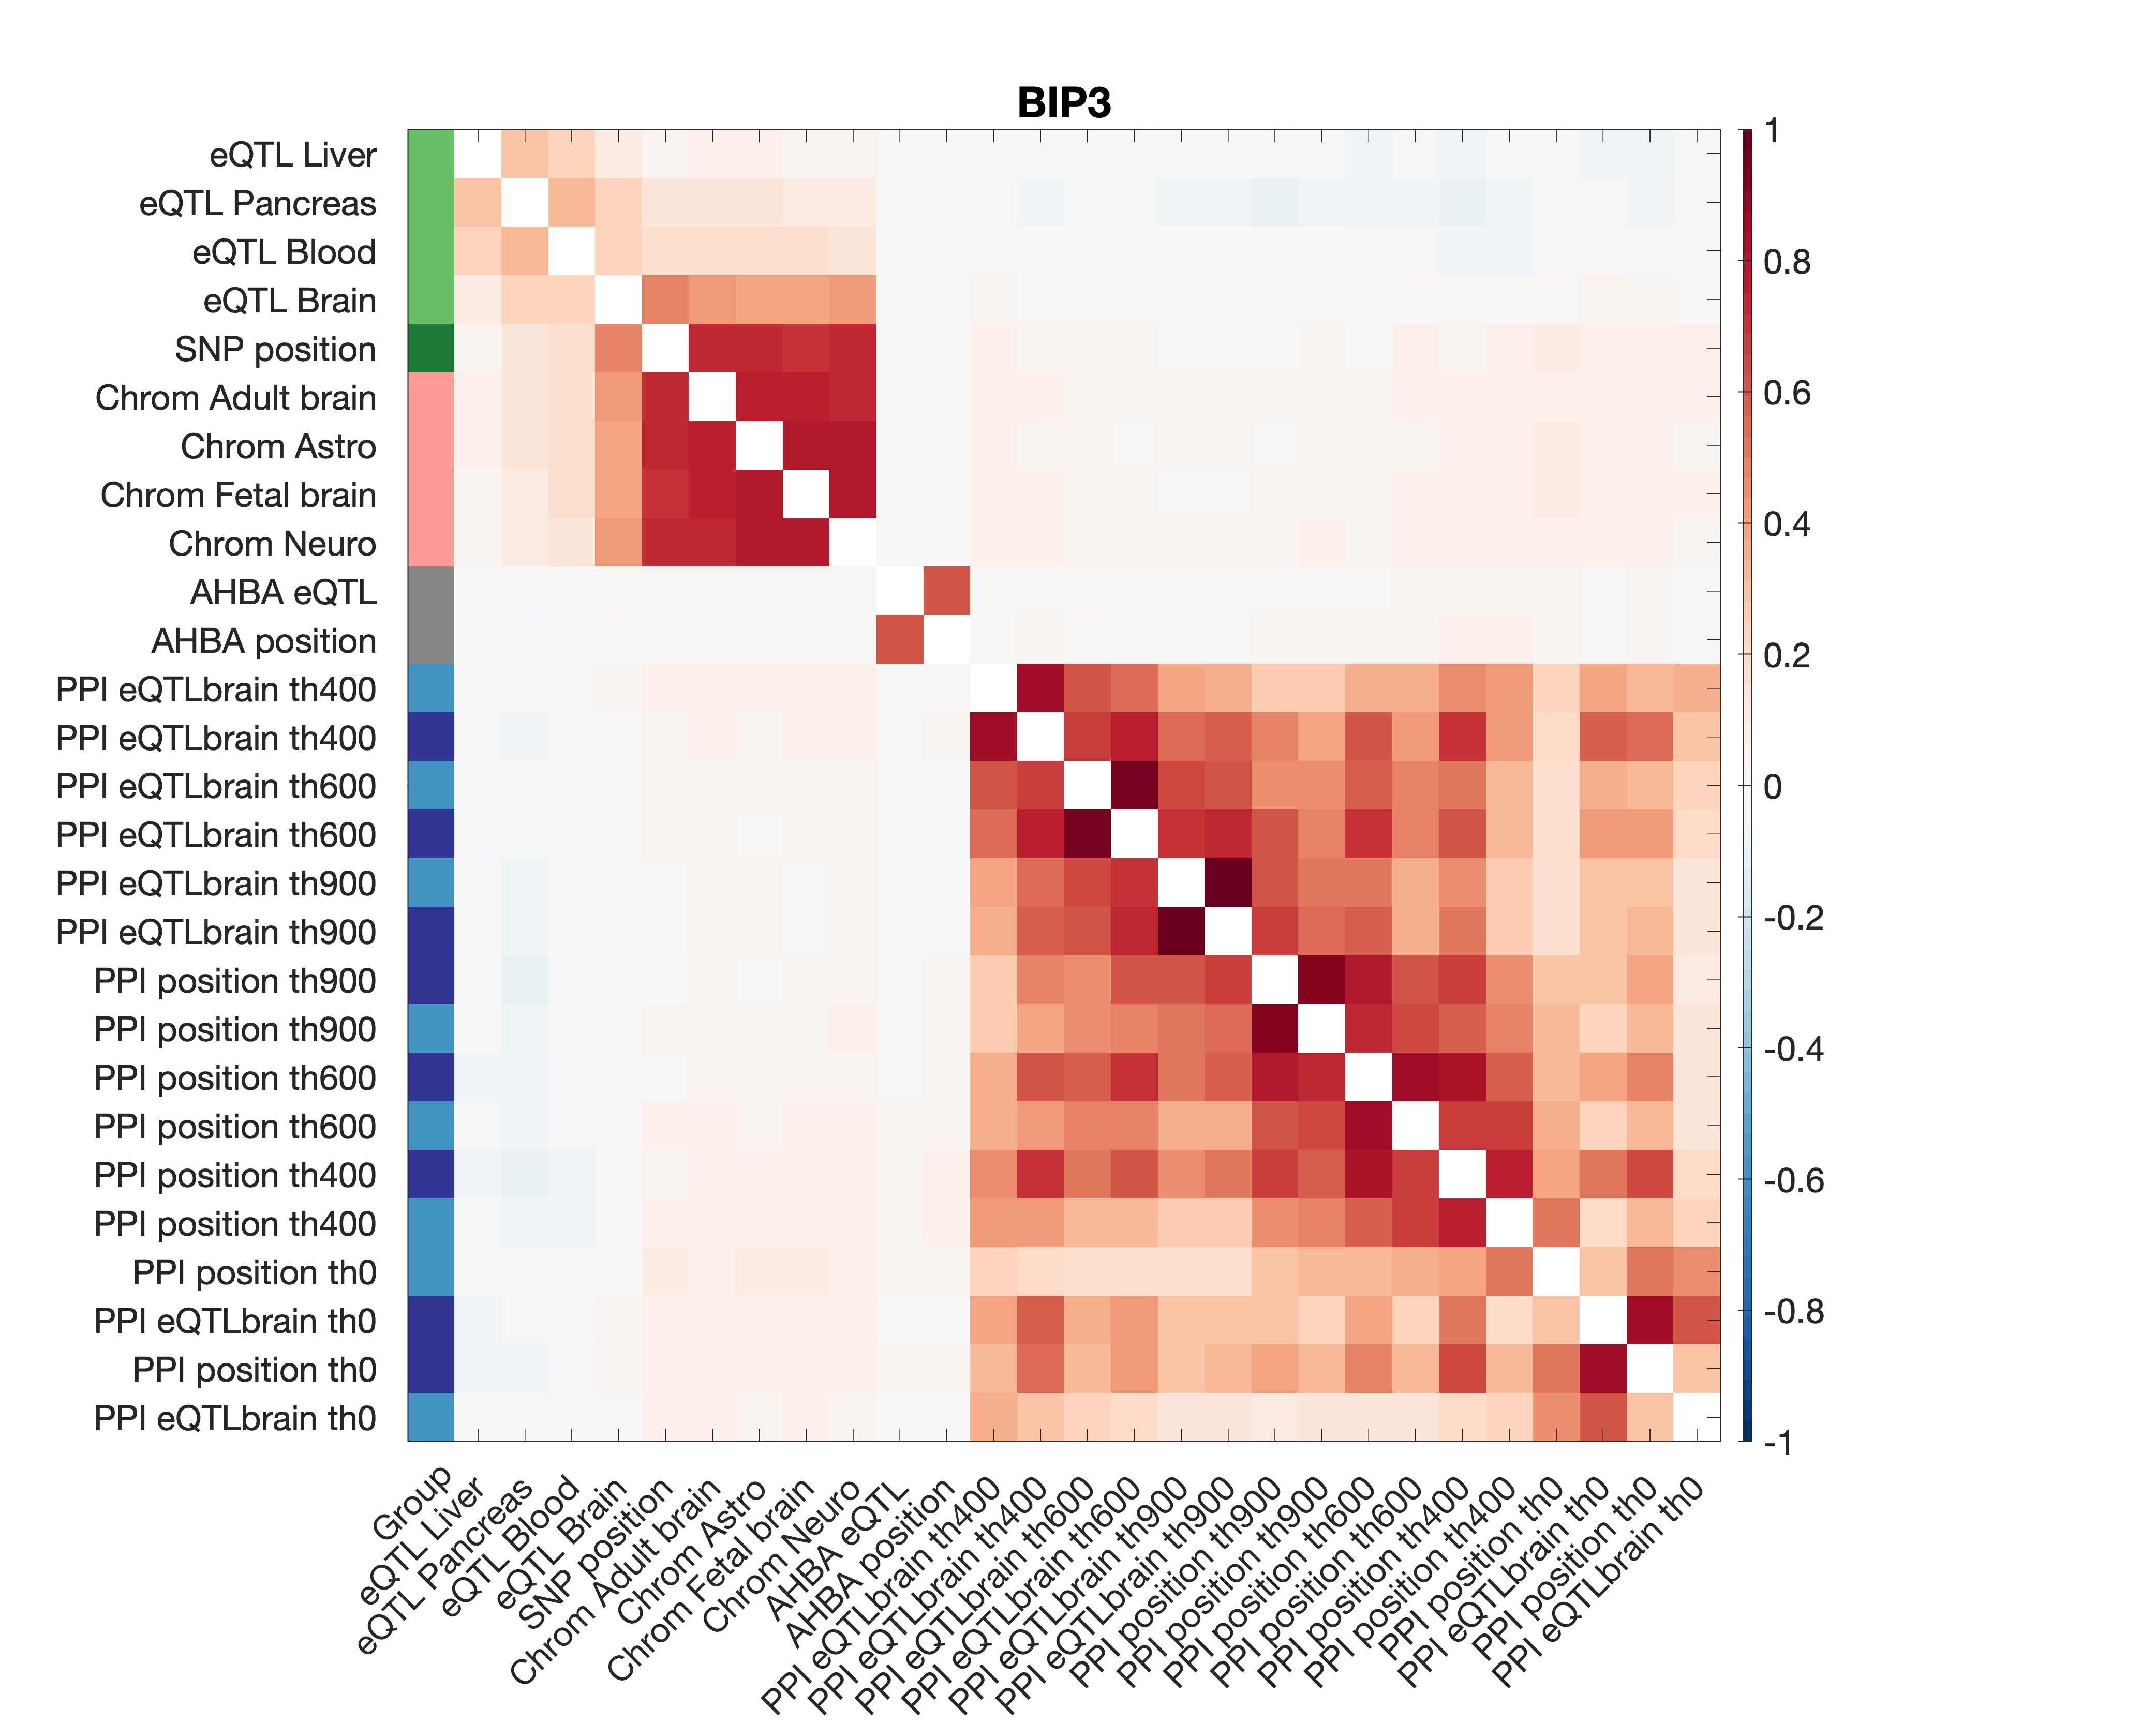 BIP3
eQTL Liver
eQTL Pancreas
eQTL Blood
eQTL Brain
SNP position
Chrom Adult brain
Chrom Astro
Chrom Fetal brain
Chrom Neuro
AHBA eQTL
AHBA position
PPI eQTLbrain th400
PPI eQTLbrain th400
PPI eQTLbrain th600
PPI eQTLbrain th600
PPI eQTLbrain th900
PPI eQTLbrain th900
PPI position th900
PPI position th900
PPI position th600
PPI position th600
PPI position th400
PPI position th400
PPI position th0
PPI eQTLbrain th0
PPI position th0
PPI eQTLbrain th0
1
0.8
0.6
0.4
0.2
0
-0.2
-0.4
-0.6
-0.8
-1
Group
eQTL Liver
eQTL Pancreas
eQTL Blood
eQTL Brain
SNP position
Chrom Adult brain
Chrom Astro
Chrom Fetal brain
Chrom Neuro
AHBA eQTL
AHBA position
PPI eQTLbrain th400
PPI eQTLbrain th400
PPI eQTLbrain th600
PPI eQTLbrain th600
PPI eQTLbrain th900
PPI eQTLbrain th900
PPI position th900
PPI position th900
PPI position th600
PPI position th600
PPI position th400
PPI position th400
PPI position th0
PPI eQTLbrain th0
PPI position th0
PPI eQTLbrain th0